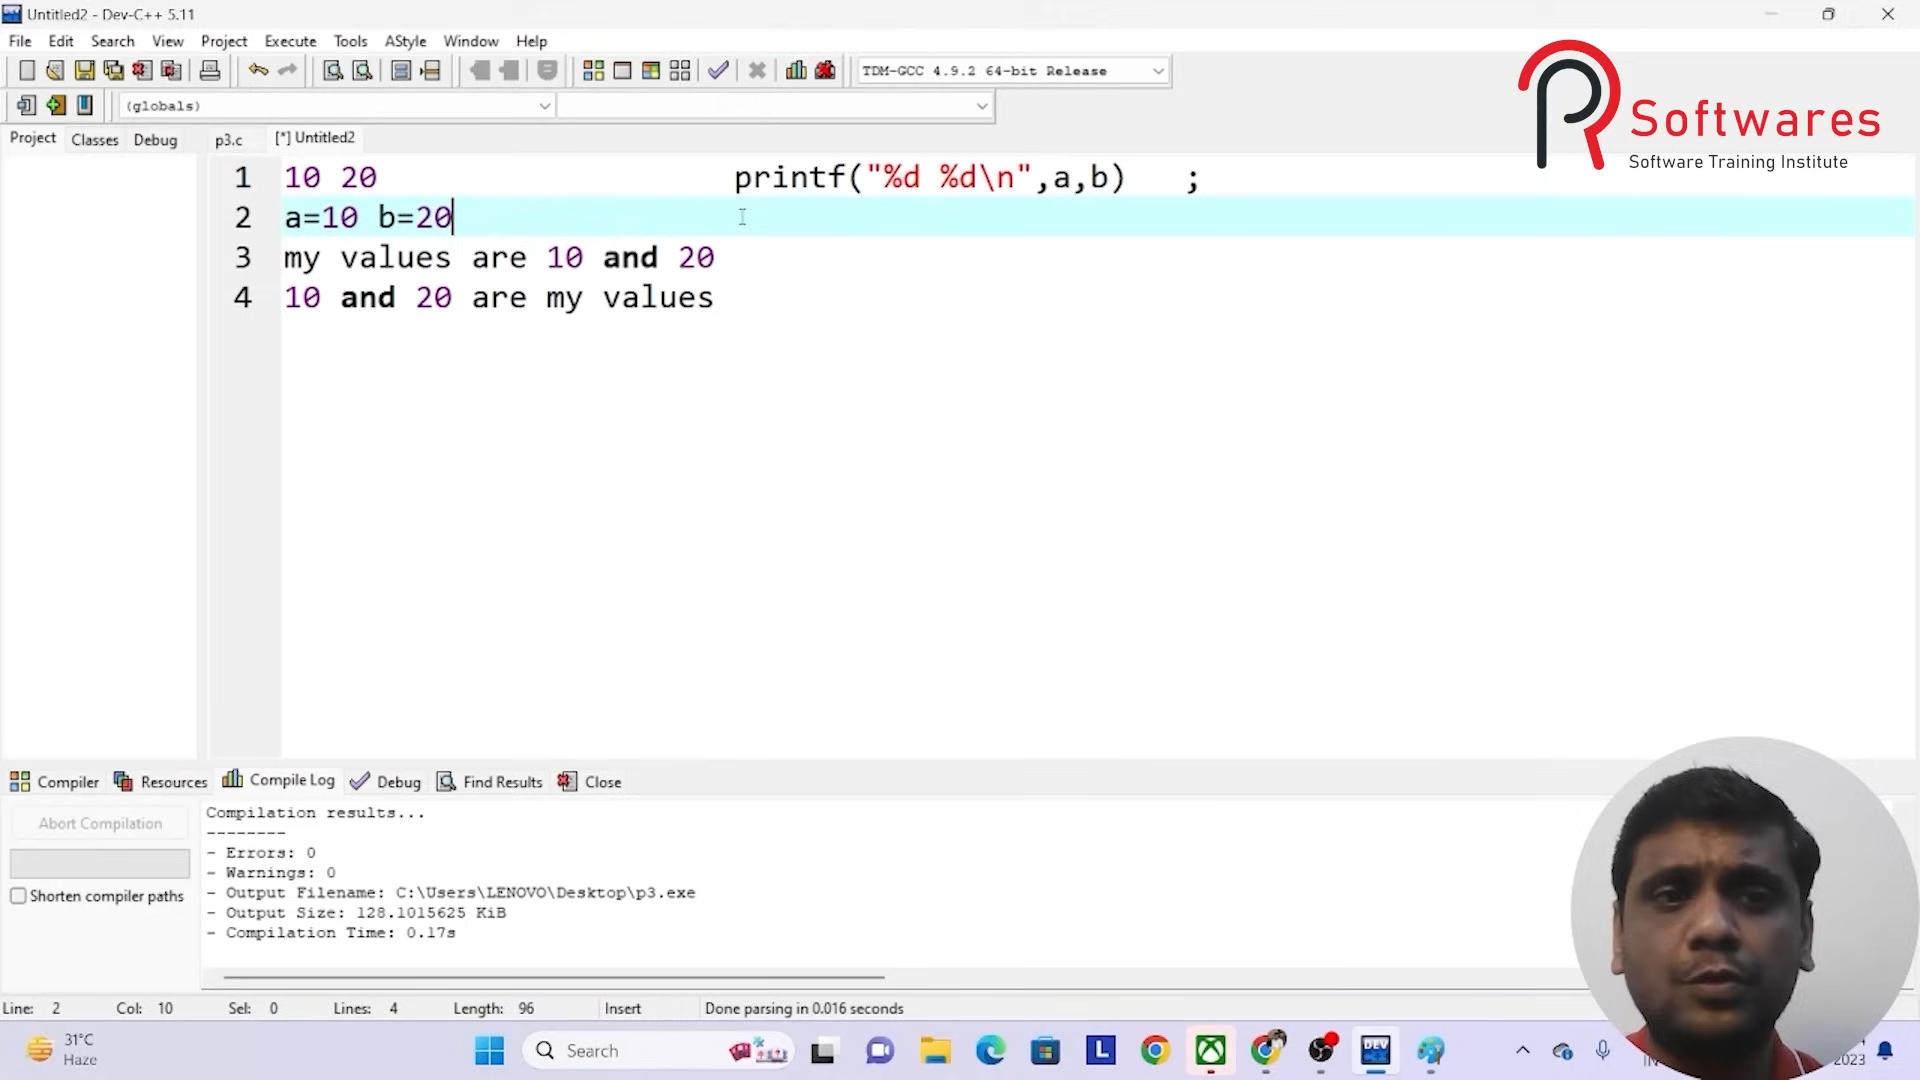 Untitled2 - Dev-C++ 5.11
File Edit Search View Project Execute Tools AStyle Window Help
TDM-GCC 4.9.2 64-bit Release
(globals)
Softwares
Software Training Institute
Project Classes Debug p3.c [*] Untitled2
1 10 20 printf("%d %d\n",a,b) ;
2 a=10 b=20
3 my values are 10 and 20
4 10 and 20 are my values
Compiler Resources Compile Log Debug Find Results Close
Abort Compilation
Shorten compiler paths
Compilation results...
--------
- Errors: 0
- Warnings: 0
- Output Filename: C:\Users\LENOVO\Desktop\p3.exe
- Output Size: 128.1015625 KiB
- Compilation Time: 0.17s
Line: 2 Col: 10 Sel: 0 Lines: 4 Length: 96 Insert Done parsing in 0.016 seconds
31°C
Haze
Search
L
DEV
IN
2023